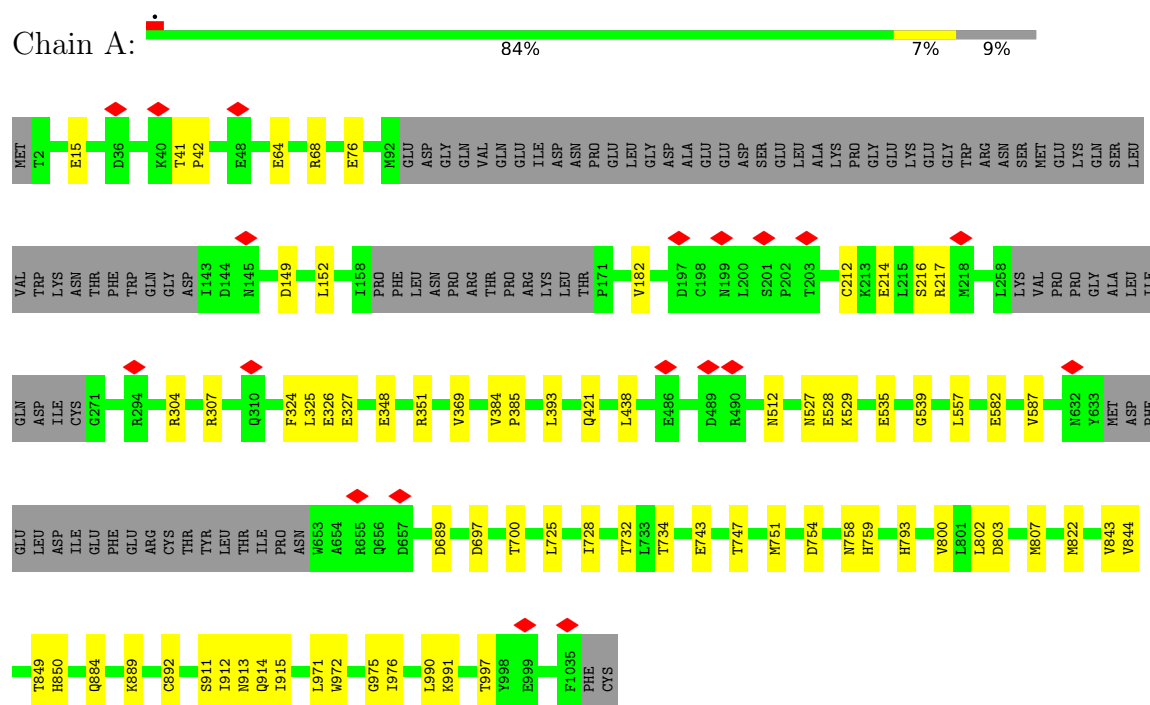 Chain A:
84% 7% 9%
MET T2 E15 D36 K40 T41 P42 E48 E64 R68 E76 M92 GLU ASP GLY GLN VAL GLN GLU ILE ASP ASN PRO GLU LEU GLY ASP ALA GLU GLU ASP SER GLU LEU ALA LYS PRO GLY GLU LYS GLU GLY TRP ARG ASN SER MET GLU LYS GLN SER LEU
VAL TRP LYS ASN THR PHE TRP GLN GLY ASP I143 D144 N145 D149 L152 I158 PRO PHE LEU ASN PRO ARG THR PRO ARG LYS LEU THR P171 V182 D197 C198 N199 L200 S201 P202 T203 C212 K213 E214 L215 S216 R217 M218 L258 LYS VAL PRO PRO GLY ALA LEU ILE
GLN ASP ILE CYS G271 R294 R304 R307 Q310 F324 L325 E326 E327 E348 R351 V369 V384 P385 L393 Q421 L438 E486 D489 R490 N512 N527 E528 K529 E535 G539 L557 E582 V587 N632 Y633 MET ASP PHE
GLU LEU ASP ILE GLU PHE GLU ARG CYS THR TYR LEU THR ILE PRO ASN W653 A654 R655 Q656 D657 D689 D697 T700 L725 I728 T732 L733 T734 E743 T747 M751 D754 N758 H759 H793 V800 L801 L802 D803 M807 M822 V843 V844
T849 H850 Q884 K889 C892 S911 I912 N913 Q914 I915 L971 W972 G975 I976 L990 K991 T997 Y998 E999 F1035 PHE CYS